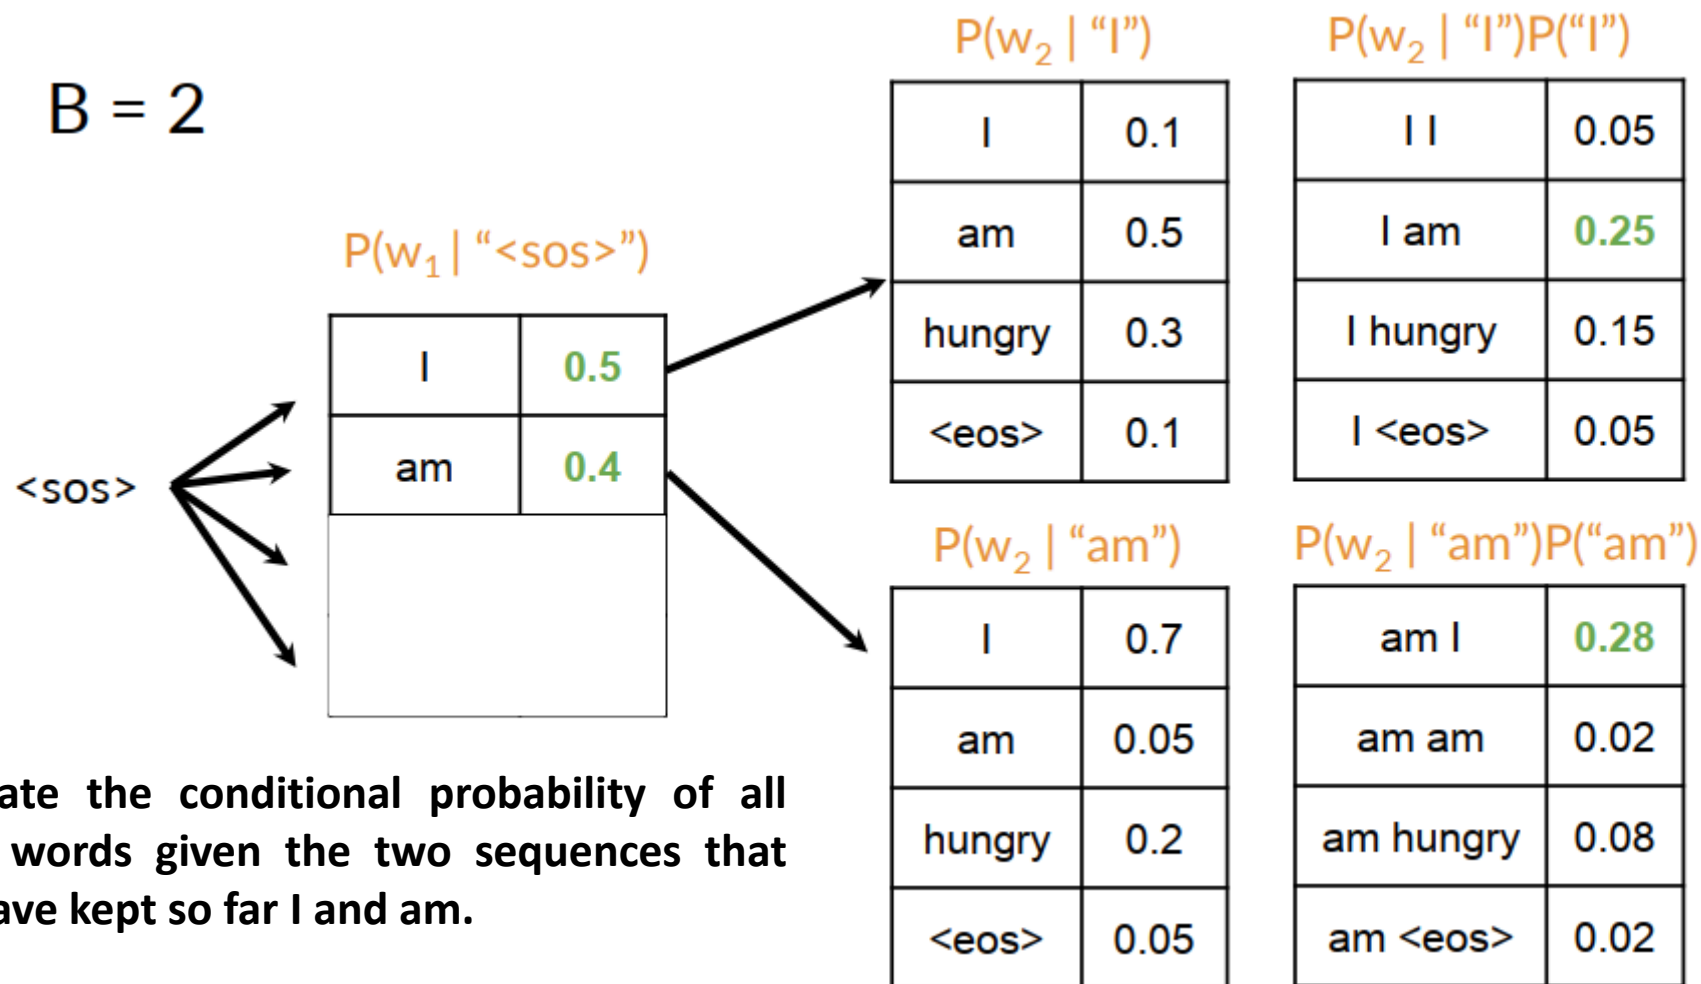 B = 2
<sos>
P(w₁ | “<sos>”)
I 0.5
am 0.4
P(w₂ | “I”)
I 0.1
am 0.5
hungry 0.3
<eos> 0.1
P(w₂ | “I”)P(“I”)
I I 0.05
I am 0.25
I hungry 0.15
I <eos> 0.05
P(w₂ | “am”)
I 0.7
am 0.05
hungry 0.2
<eos> 0.05
P(w₂ | “am”)P(“am”)
am I 0.28
am am 0.02
am hungry 0.08
am <eos> 0.02
ate the conditional probability of all
words given the two sequences that
ave kept so far I and am.